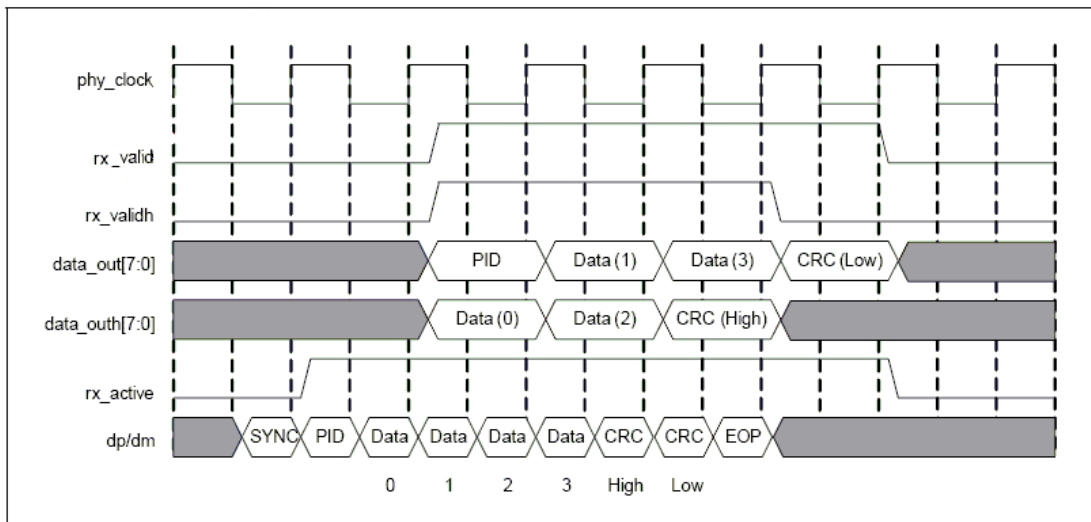 phy_clock
rx_valid
rx_validh
data_out[7:0] PID Data (1) Data (3) CRC (Low)
data_outh[7:0] Data (0) Data (2) CRC (High)
rx_active
dp/dm SYNC PID Data Data Data Data CRC CRC EOP
0 1 2 3 High Low